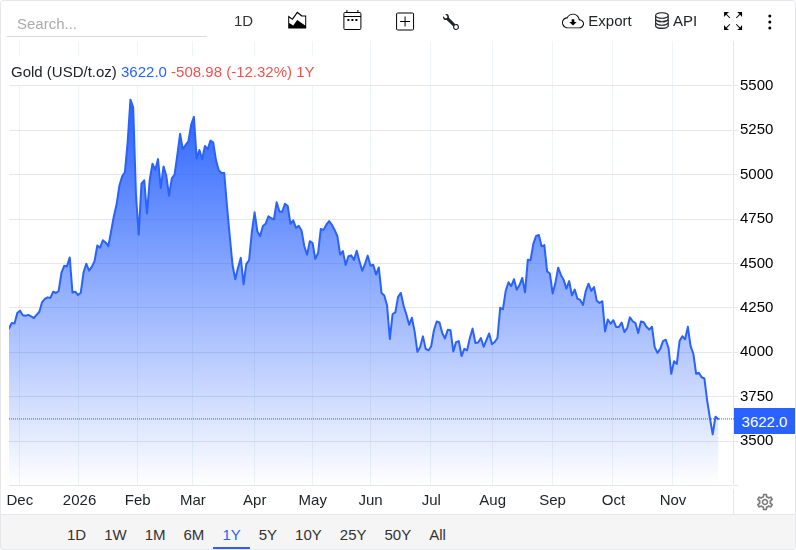 Search... 1D Export API
Gold (USD/t.oz) 3622.0 -508.98 (-12.32%) 1Y
5500
5250
5000
4750
4500
4250
4000
3750
3622.0
3500
Dec 2026 Feb Mar Apr May Jun Jul Aug Sep Oct Nov
1D 1W 1M 6M 1Y 5Y 10Y 25Y 50Y All